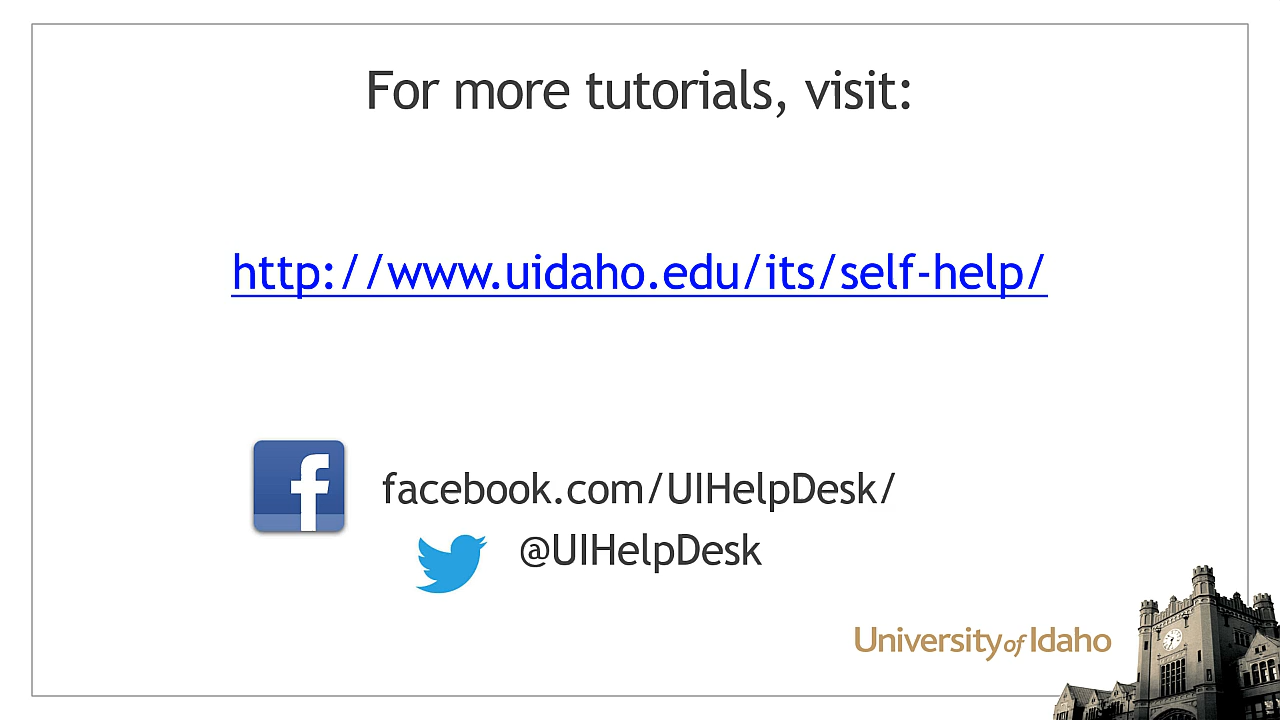 For more tutorials, visit:
http://www.uidaho.edu/its/self-help/
facebook.com/UIHelpDesk/
@UIHelpDesk
University of Idaho